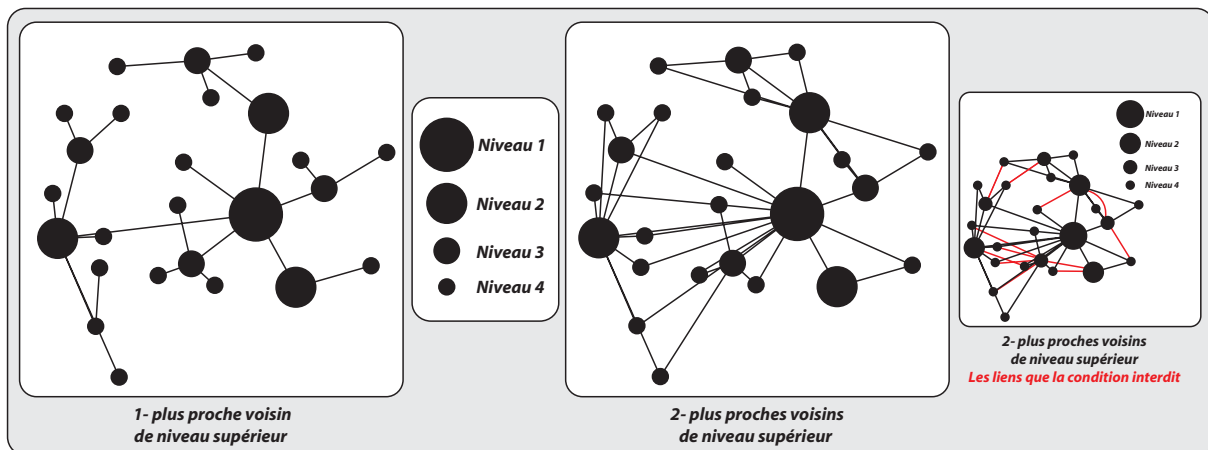 Niveau 1
Niveau 2
Niveau 3
Niveau 4
1- plus proche voisin
de niveau supérieur
2- plus proches voisins
de niveau supérieur
Niveau 1
Niveau 2
Niveau 3
Niveau 4
2- plus proches voisins
de niveau supérieur
Les liens que la condition interdit